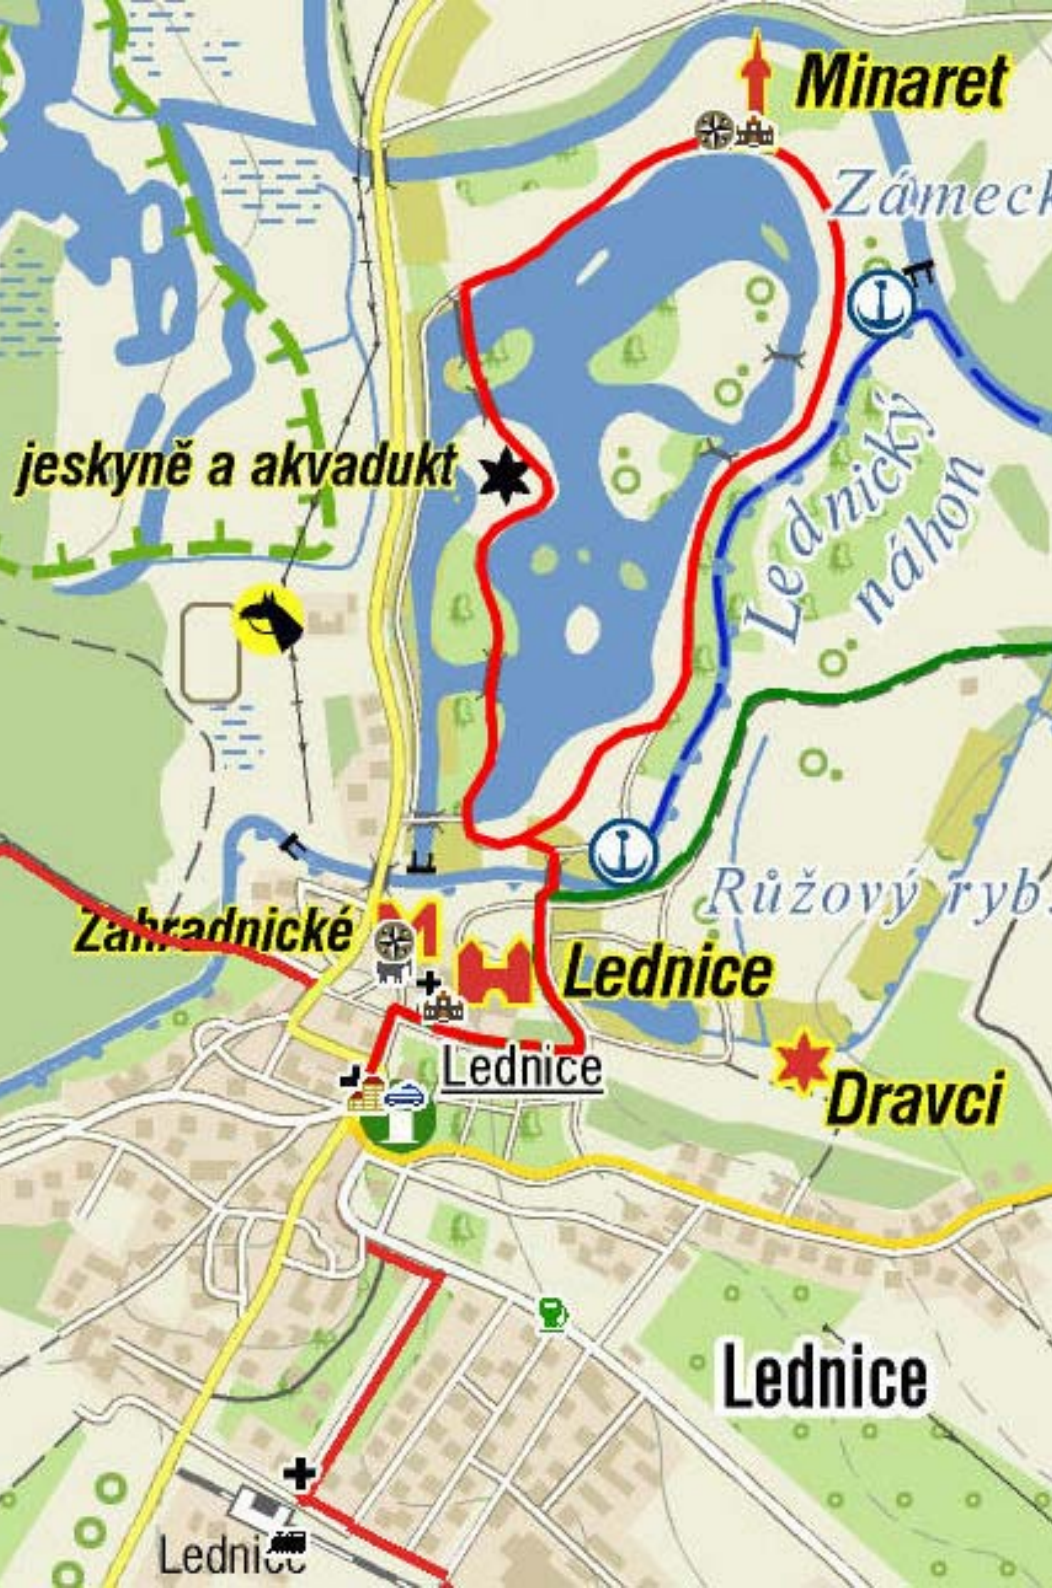 Minaret
Zámeck
jeskyně a akvadukt
Lednický
náhon
Růžový ryb.
Zahradnické
M
Lednice
Lednice
Dravci
Lednice
Lednice